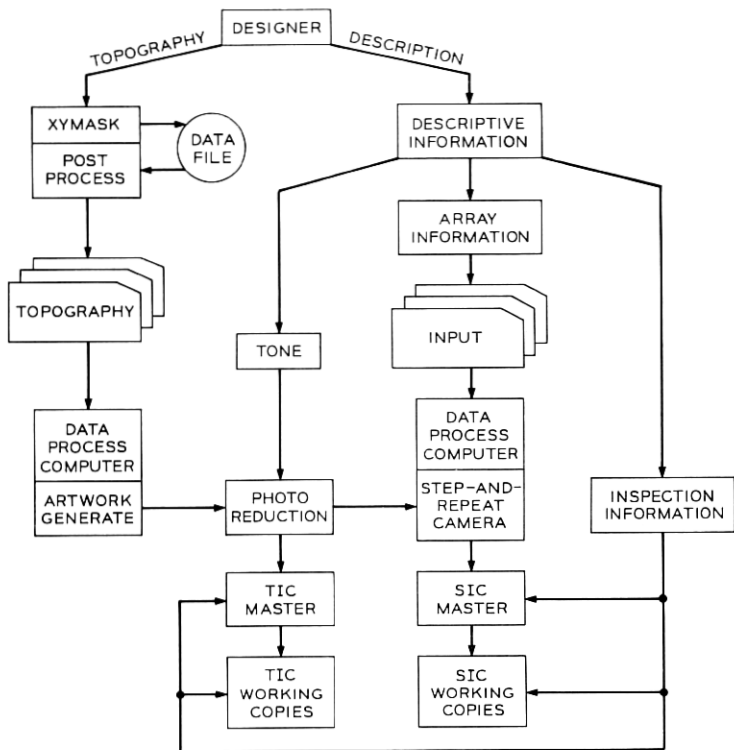 DESIGNER
TOPOGRAPHY
DESCRIPTION
XYMASK
POST
PROCESS
DATA
FILE
DESCRIPTIVE
INFORMATION
ARRAY
INFORMATION
TOPOGRAPHY
TONE
INPUT
DATA
PROCESS
COMPUTER
ARTWORK
GENERATE
PHOTO
REDUCTION
DATA
PROCESS
COMPUTER
STEP-AND-
REPEAT
CAMERA
INSPECTION
INFORMATION
TIC
MASTER
SIC
MASTER
TIC
WORKING
COPIES
SIC
WORKING
COPIES